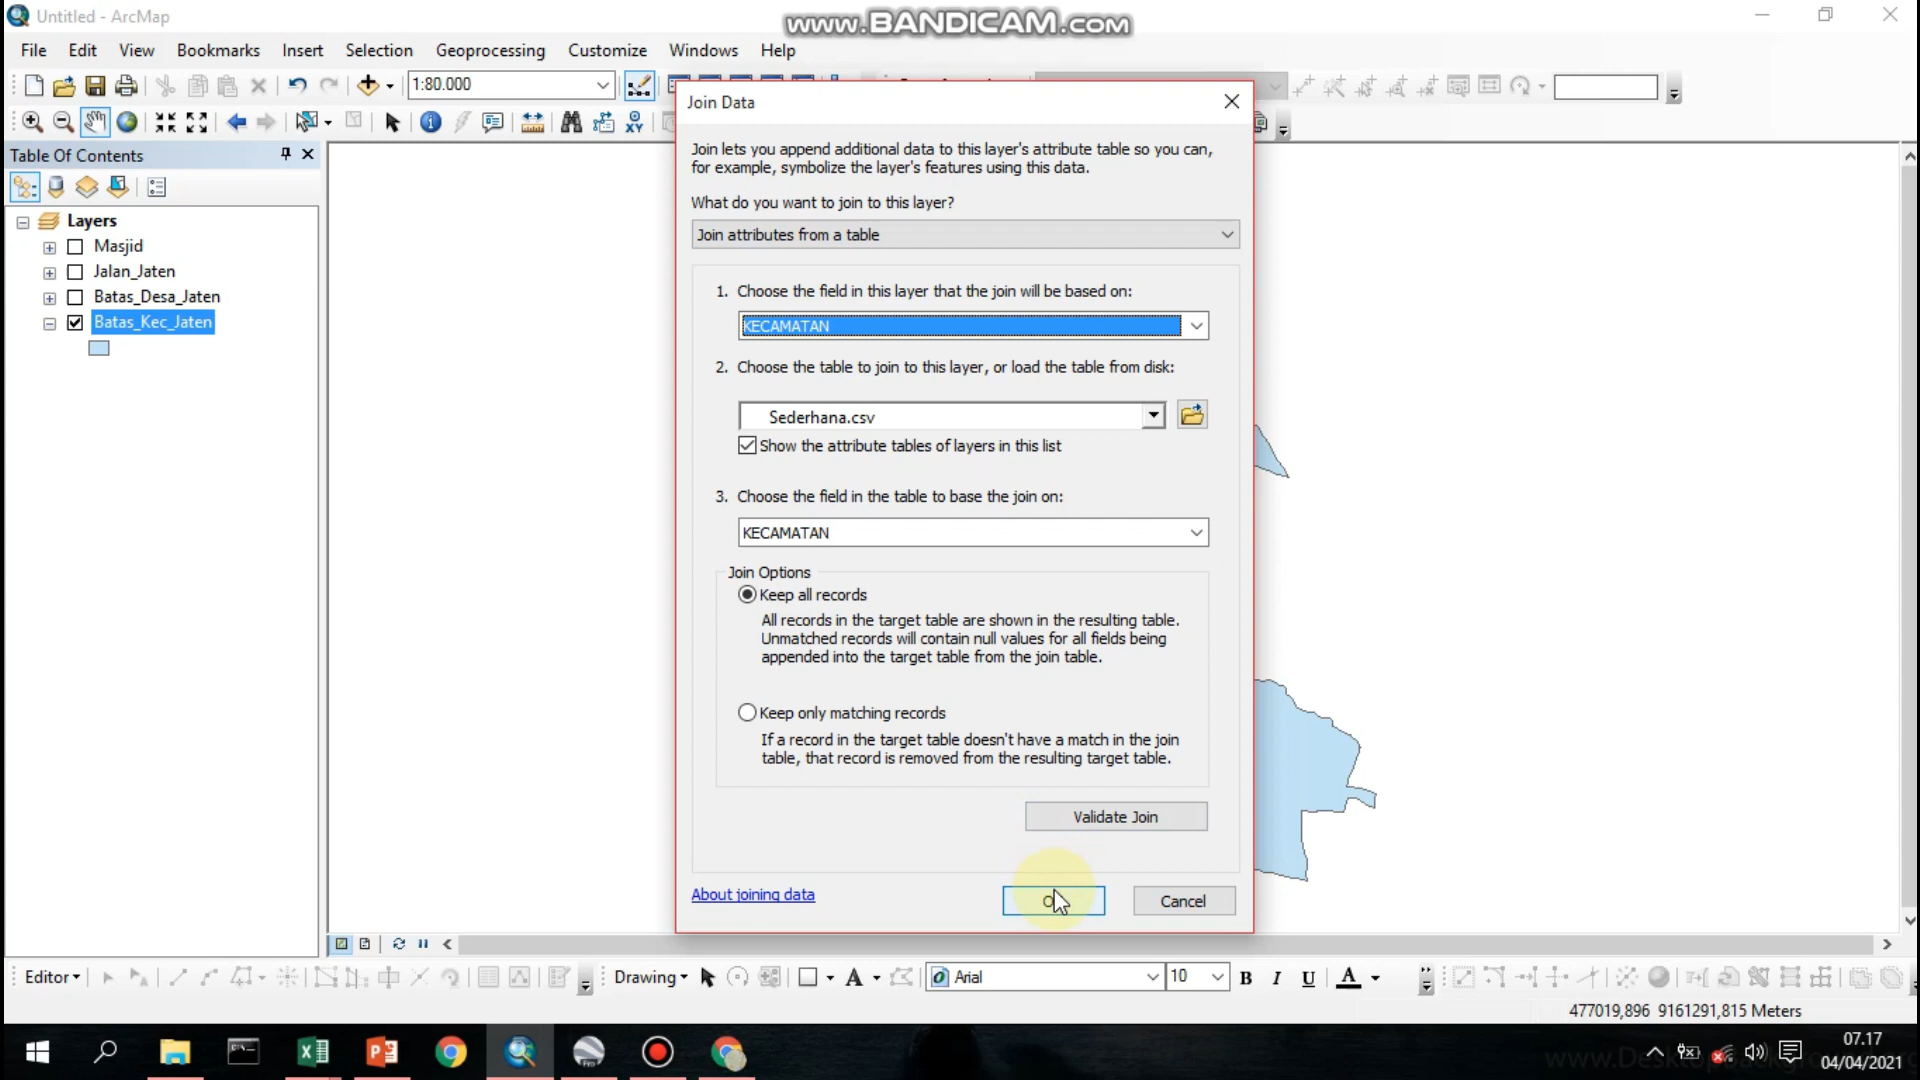 Untitled - ArcMap
www.BANDICAM.com
File Edit View Bookmarks Insert Selection Geoprocessing Customize Windows Help
1:80.000
Table Of Contents
Layers
Masjid
Jalan_Jaten
Batas_Desa_Jaten
Batas_Kec_Jaten
Join Data
Join lets you append additional data to this layer's attribute table so you can,
for example, symbolize the layer's features using this data.
What do you want to join to this layer?
Join attributes from a table
1. Choose the field in this layer that the join will be based on:
KECAMATAN
2. Choose the table to join to this layer, or load the table from disk:
Sederhana.csv
Show the attribute tables of layers in this list
3. Choose the field in the table to base the join on:
KECAMATAN
Join Options
Keep all records
All records in the target table are shown in the resulting table.
Unmatched records will contain null values for all fields being
appended into the target table from the join table.
Keep only matching records
If a record in the target table doesn't have a match in the join
table, that record is removed from the resulting target table.
Validate Join
About joining data
Cancel
Editor
Drawing
A
Arial
10
B I U A
477019,896 9161291,815 Meters
07.17
04/04/2021